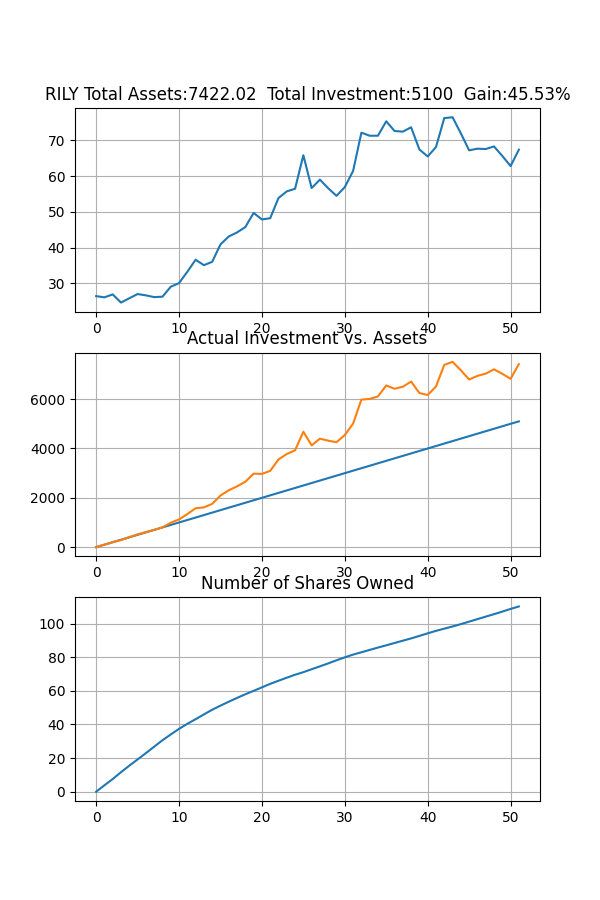 RILY Total Assets:7422.02  Total Investment:5100  Gain:45.53%
70
60
50
40
30
0 10 20 30 40 50
Actual Investment vs. Assets
6000
4000
2000
0
0 10 20 30 40 50
Number of Shares Owned
100
80
60
40
20
0
0 10 20 30 40 50